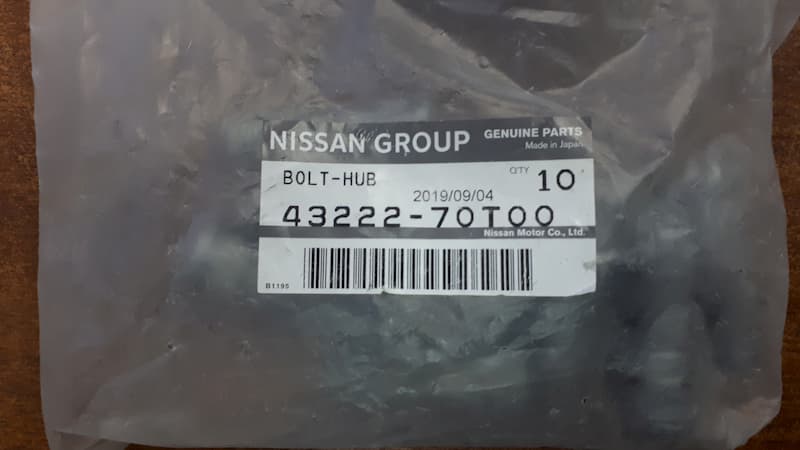 NISSAN GROUP GENUINE PARTS
Made in Japan
BOLT-HUB Q'TY 10
2019/09/04
43222-70T00
Nissan Motor Co., Ltd.
B1195